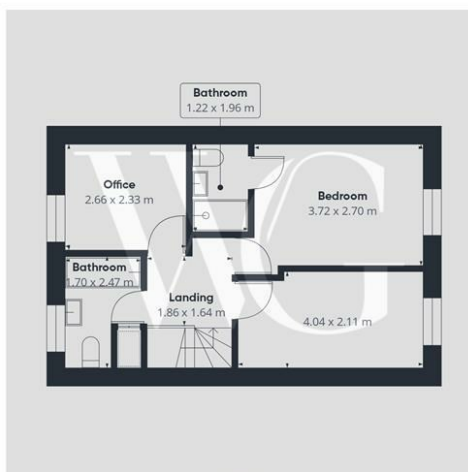 Bathroom
1.22 x 1.96 m
Office
2.66 x 2.33 m
Bedroom
3.72 x 2.70 m
Bathroom
1.70 x 2.47 m
Landing
1.86 x 1.64 m
4.04 x 2.11 m
WG